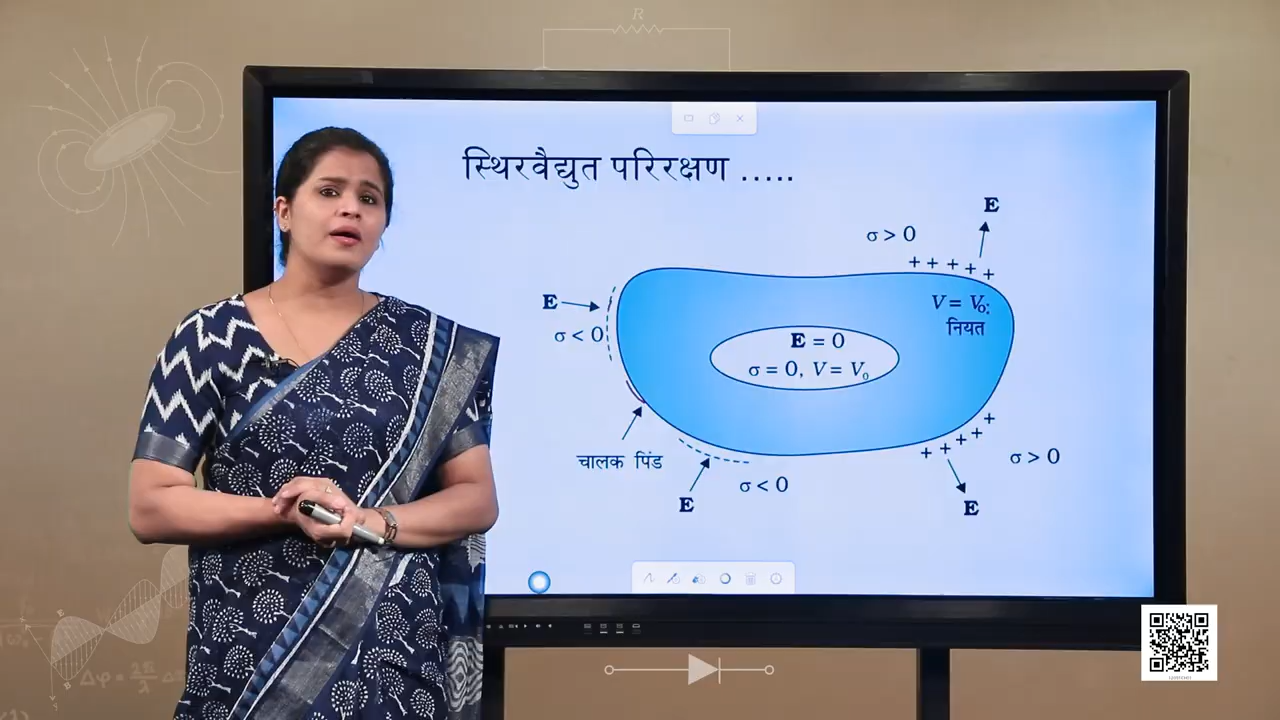 R
स्थिरवैद्युत परिरक्षण .....
E
σ > 0
+ + + + +
V = V₀;
नियत
E
σ < 0
E = 0
σ = 0, V = V₀
चालक पिंड
+ + + + +
σ > 0
σ < 0
E
E